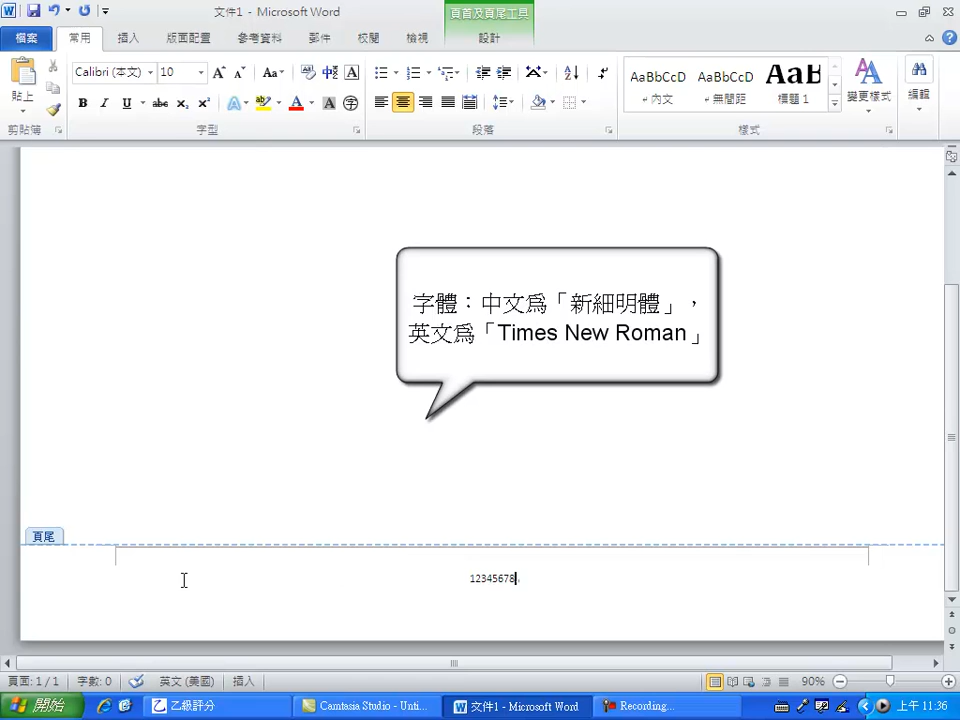 文件1 - Microsoft Word
頁首及頁尾工具
檔案
常用
插入
版面配置
參考資料
郵件
校閱
檢視
設計
貼上
Calibri (本文)
10
剪貼簿
字型
段落
AaBbCcD
內文
AaBbCcD
無間距
AaB
標題 1
變更樣式
樣式
編輯
字體：中文為「新細明體」，
英文為「Times New Roman」
頁尾
12345678
頁面: 1 / 1
字數: 0
英文 (美國)
插入
90%
開始
乙級評分
Camtasia Studio - Unti...
文件1 - Microsoft Word
Recording...
上午 11:36